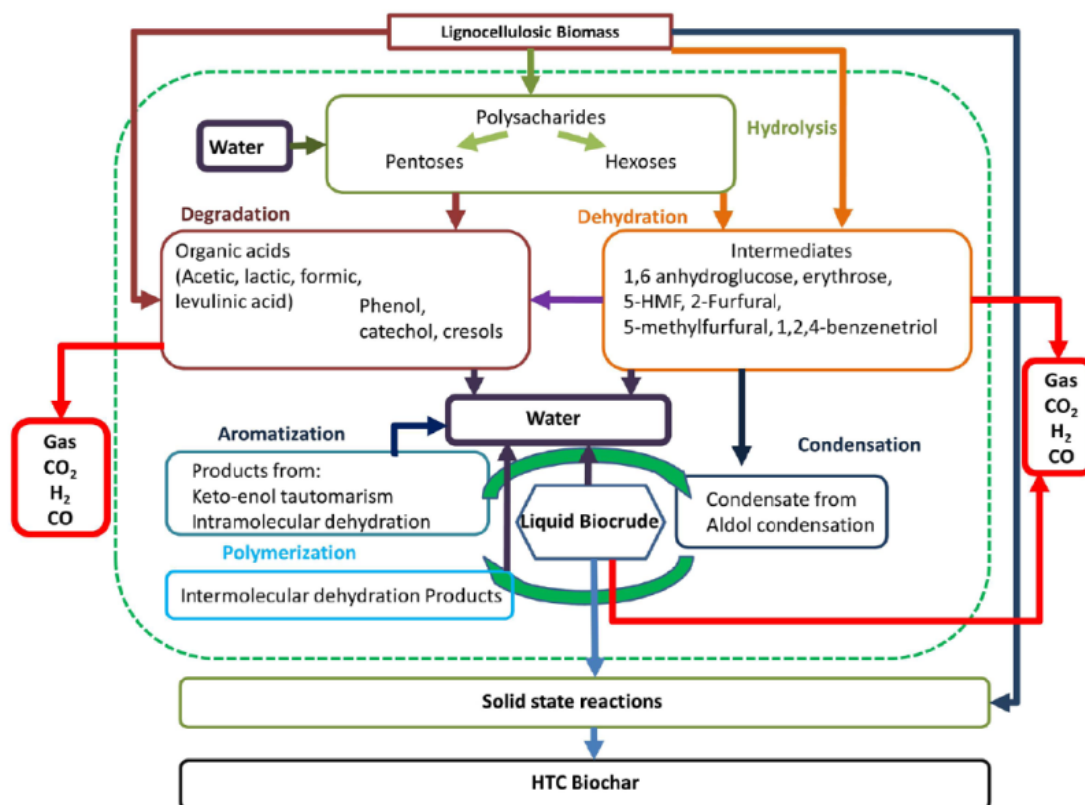 Lignocellulosic Biomass
Polysacharides
Hydrolysis
Water
Pentoses
Hexoses
Degradation
Dehydration
Organic acids
(Acetic, lactic, formic,
levulinic acid)
Phenol,
catechol, cresols
Intermediates
1,6 anhydroglucose, erythrose,
5-HMF, 2-Furfural,
5-methylfurfural, 1,2,4-benzenetriol
Gas
CO₂
H₂
CO
Water
Gas
CO₂
H₂
CO
Aromatization
Condensation
Products from:
Keto-enol tautomarism
Intramolecular dehydration
Liquid Biocrude
Condensate from
Aldol condensation
Polymerization
Intermolecular dehydration Products
Solid state reactions
HTC Biochar